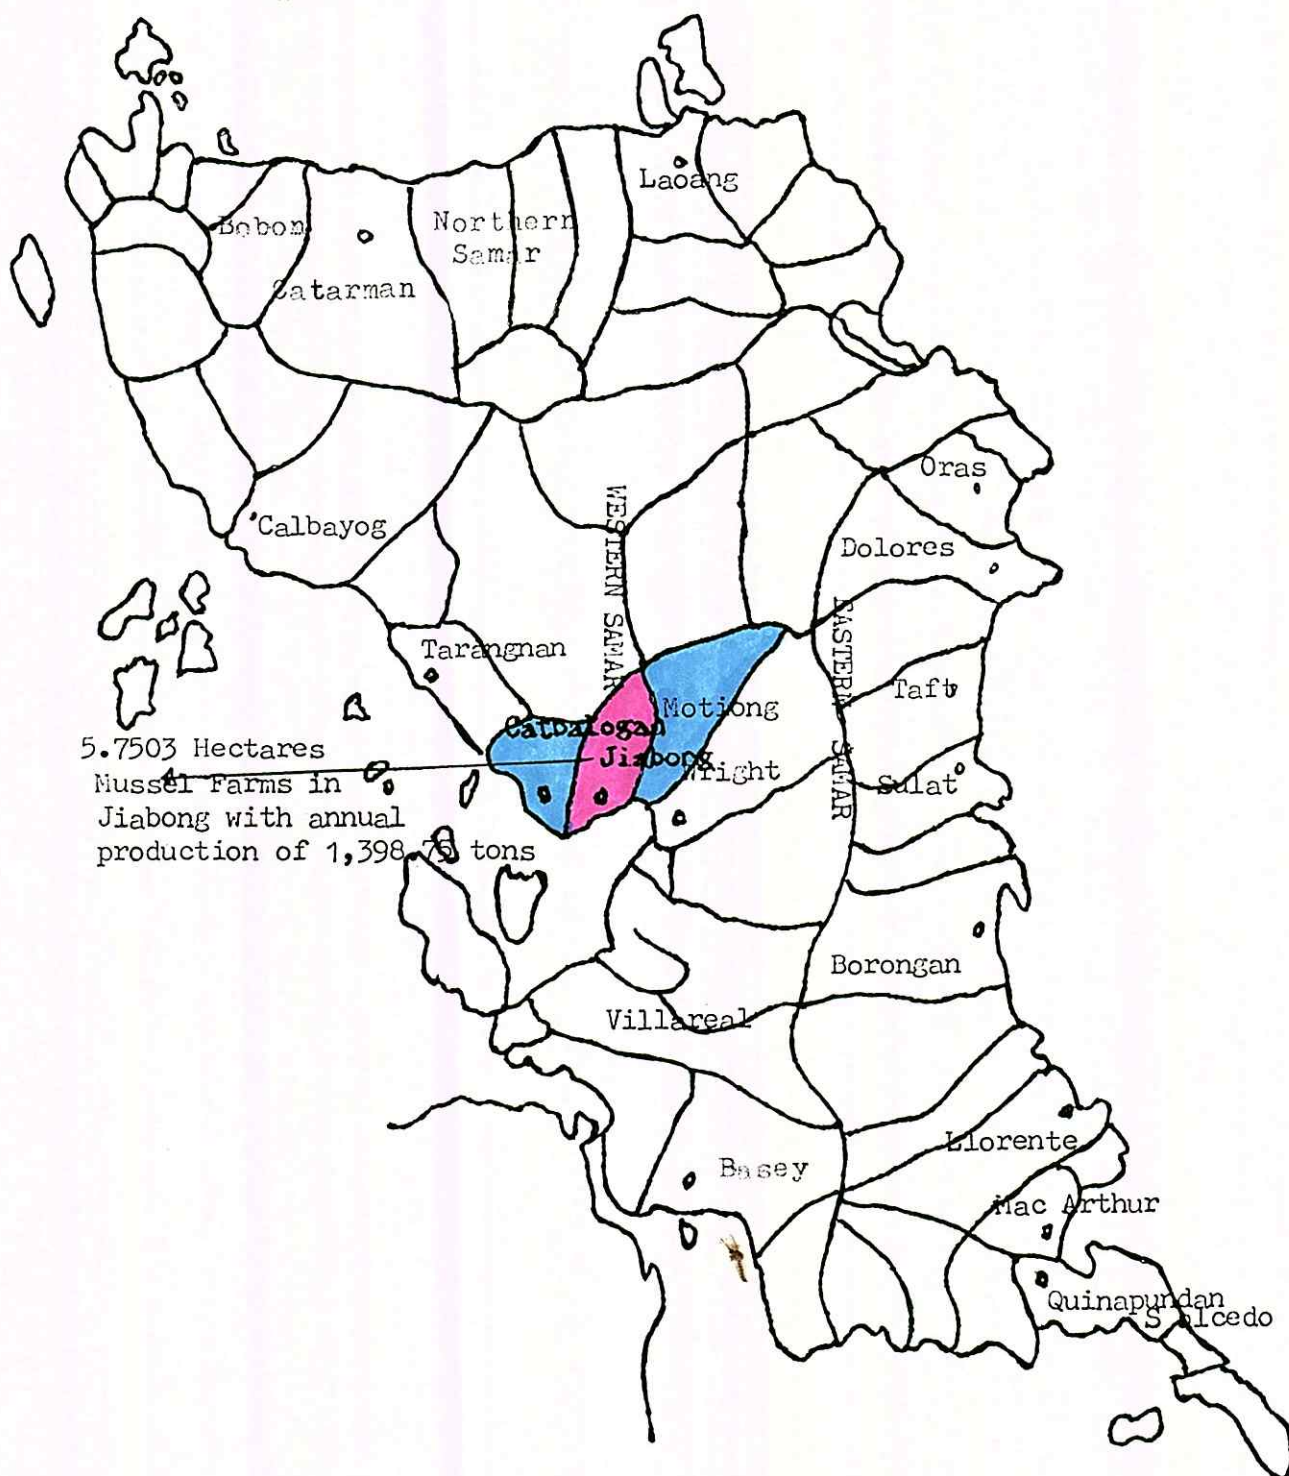 Laoang
Bobon
Northern
Samar
Catarman
Oras
Calbayog
WESTERN SAMAR
Dolores
EASTERN SAMAR
Tarangnan
Taft
Motiong
Catbalogan
5.7503 Hectares
Jiabong
Mussel Farms in
Wright
Sulat
Jiabong with annual
production of 1,398.75 tons
Borongan
Villareal
Llorente
Basey
Mac Arthur
Quinapundan
Salcedo